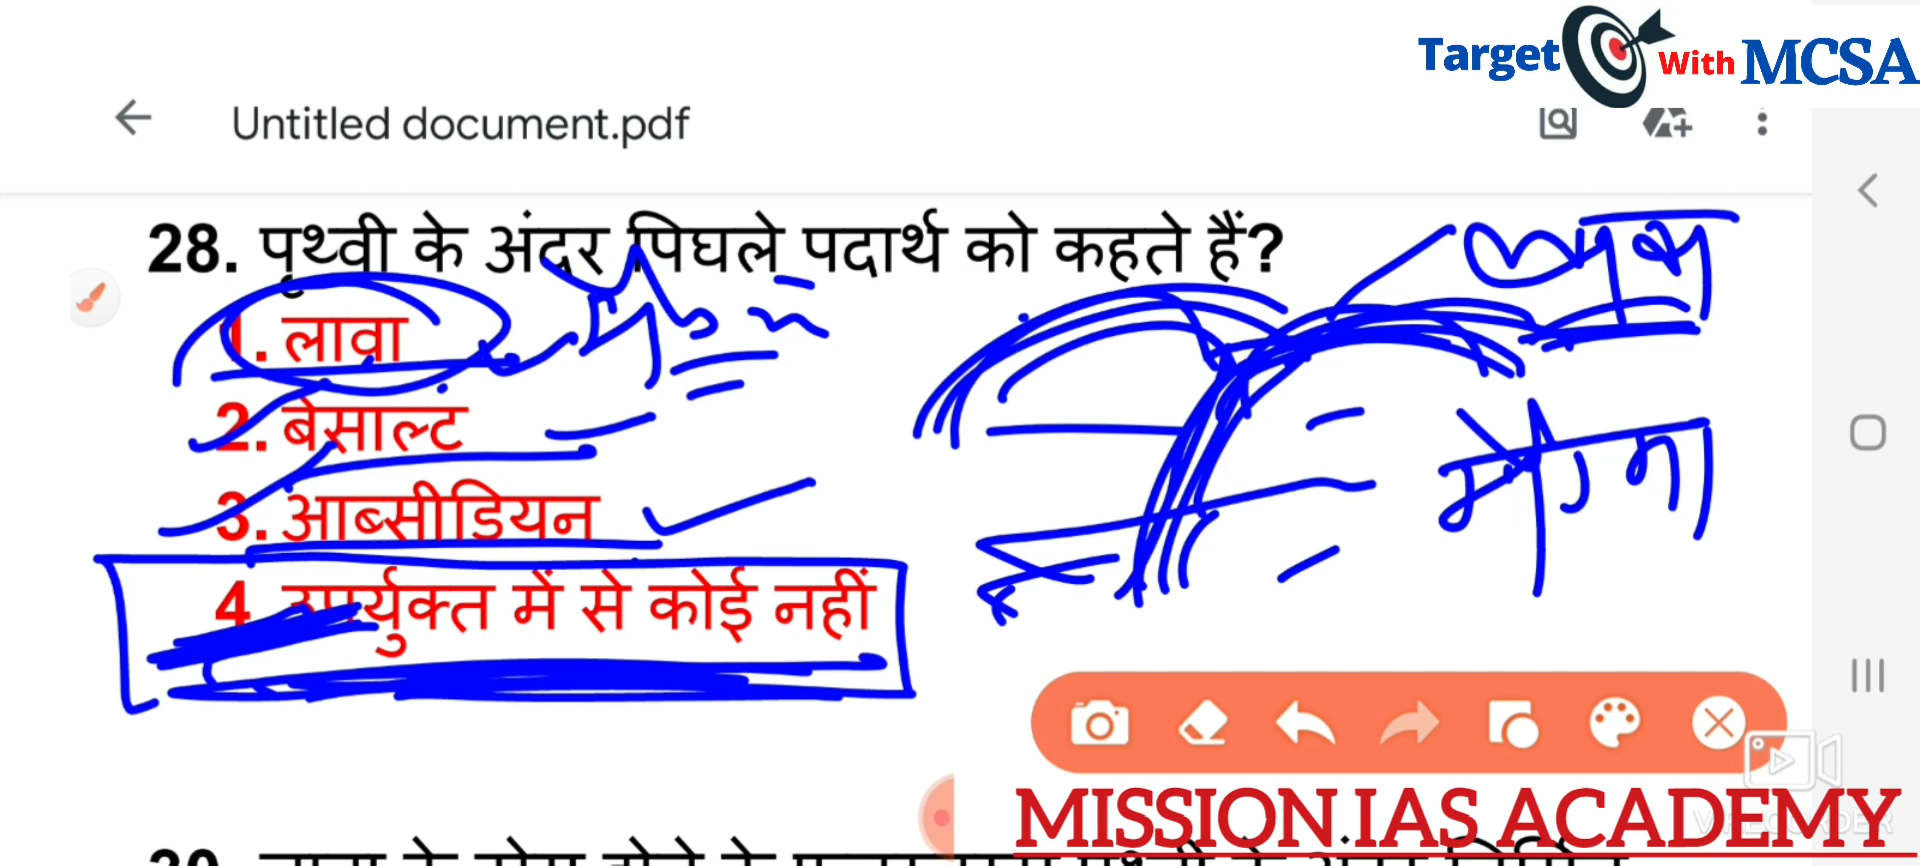 Target With MCSA
Untitled document.pdf
28. पृथ्वी के अंदर पिघले पदार्थ को कहते हैं?
1. लावा
2. बेसाल्ट
3. आब्सीडियन
4. उपर्युक्त में से कोई नहीं
लावा
मैग्मा
MISSION IAS ACADEMY